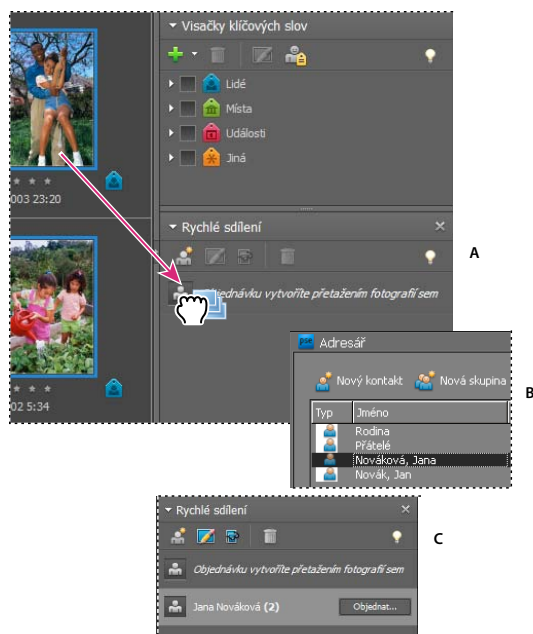 Visačky klíčových slov
Lidé
Místa
Události
Jiná
003 23:20
Rychlé sdílení
A
Objednávku vytvoříte přetažením fotografií sem
02 5:34
pse Adresář
B
Nový kontakt Nová skupina
Typ Jméno
Rodina
Přátelé
Nováková, Jana
Novák, Jan
Rychlé sdílení
C
Objednávku vytvoříte přetažením fotografií sem
Jana Nováková (2) Objednat...